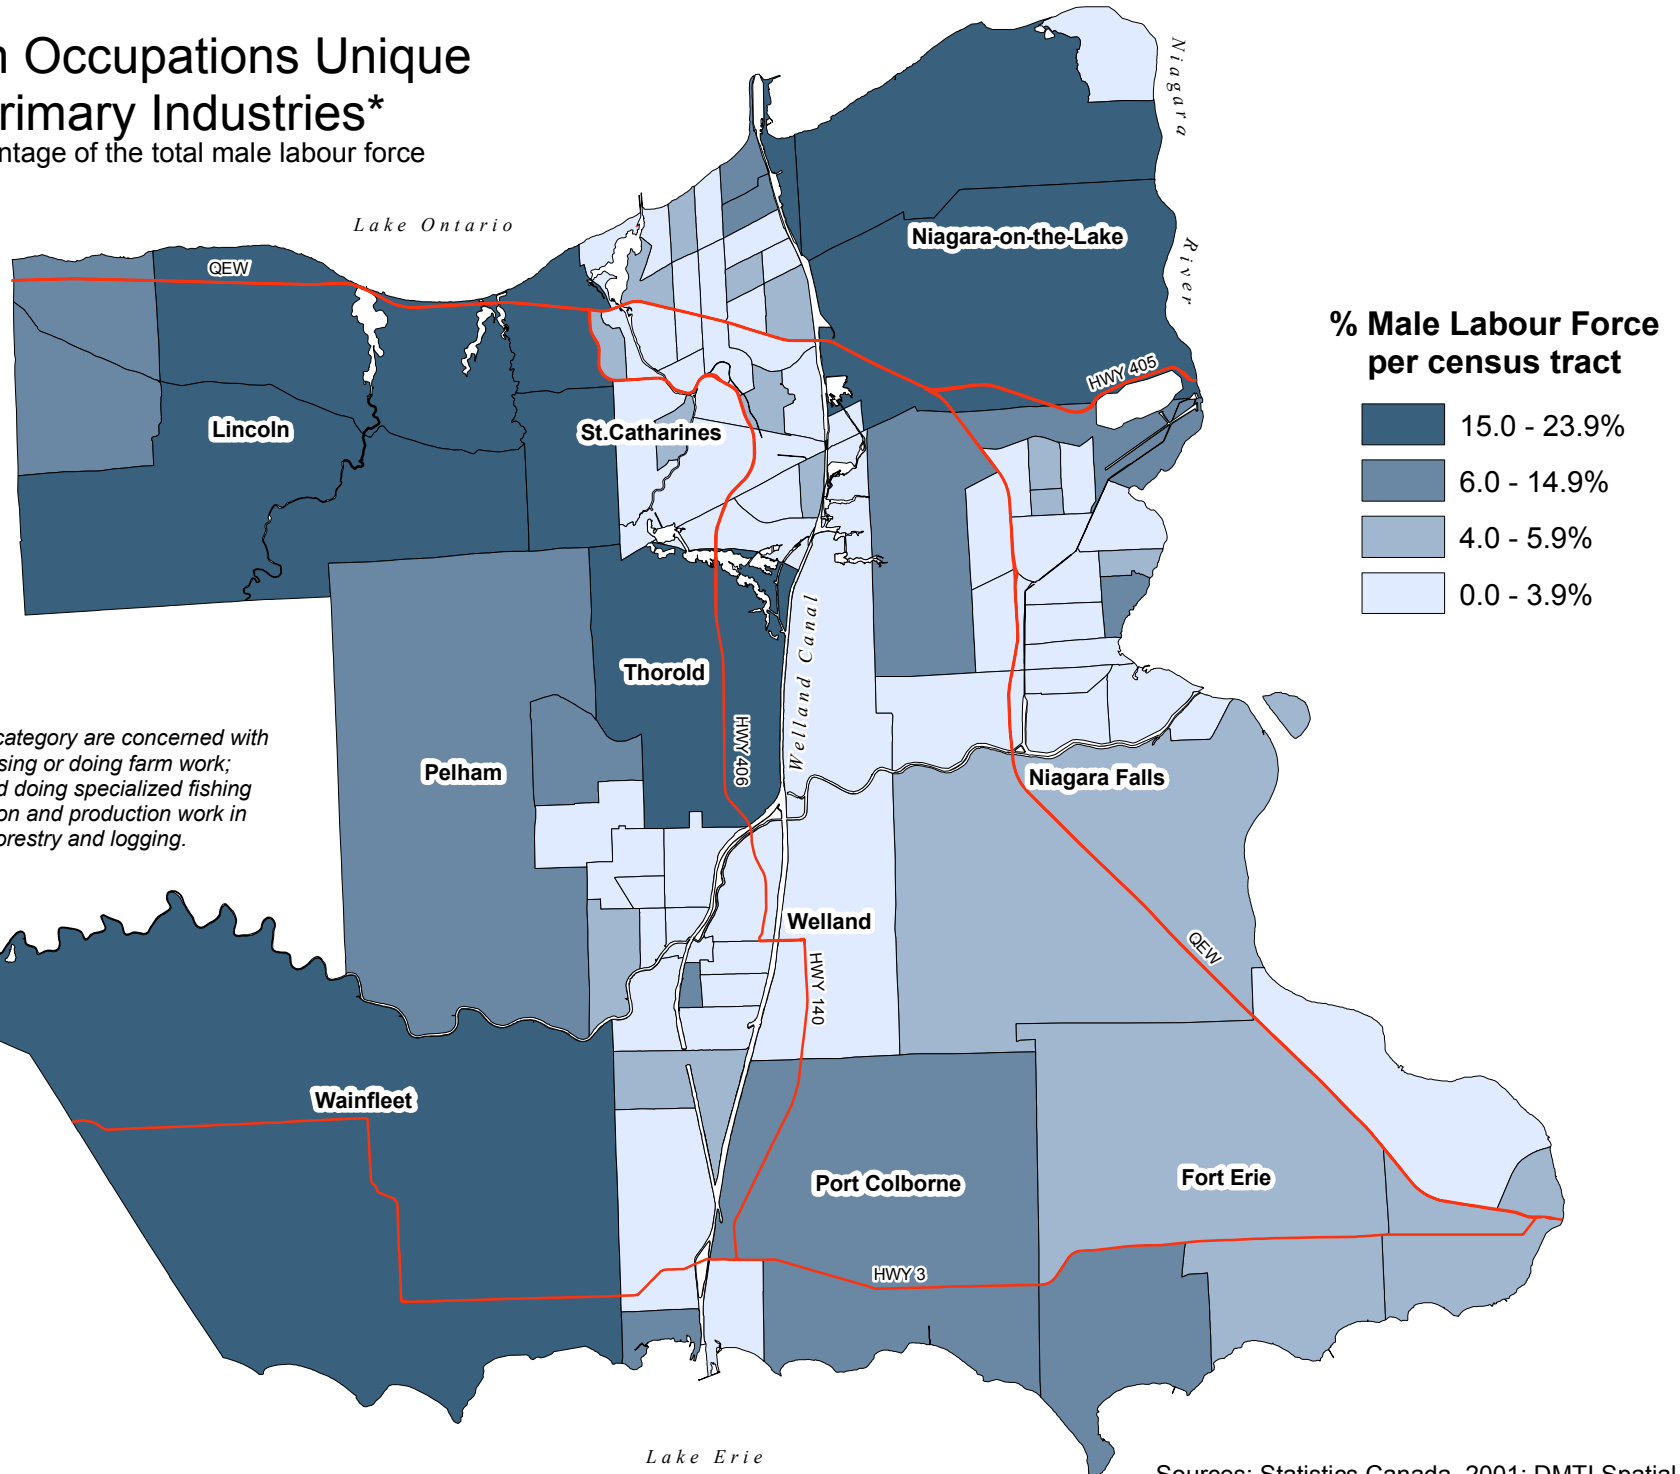 n Occupations Unique
rimary Industries*
ntage of the total male labour force
Niagara
Lake Ontario
Niagara-on-the-Lake
River
QEW
% Male Labour Force
per census tract
HWY 405
15.0 - 23.9%
Lincoln
St.Catharines
6.0 - 14.9%
4.0 - 5.9%
0.0 - 3.9%
Welland Canal
Thorold
HWY 406
category are concerned with
sing or doing farm work;
d doing specialized fishing
on and production work in
orestry and logging.
Pelham
Niagara Falls
Welland
QEW
HWY 140
Wainfleet
Port Colborne
Fort Erie
HWY 3
Lake Erie
Sources: Statistics Canada, 2001; DMTI Spatial